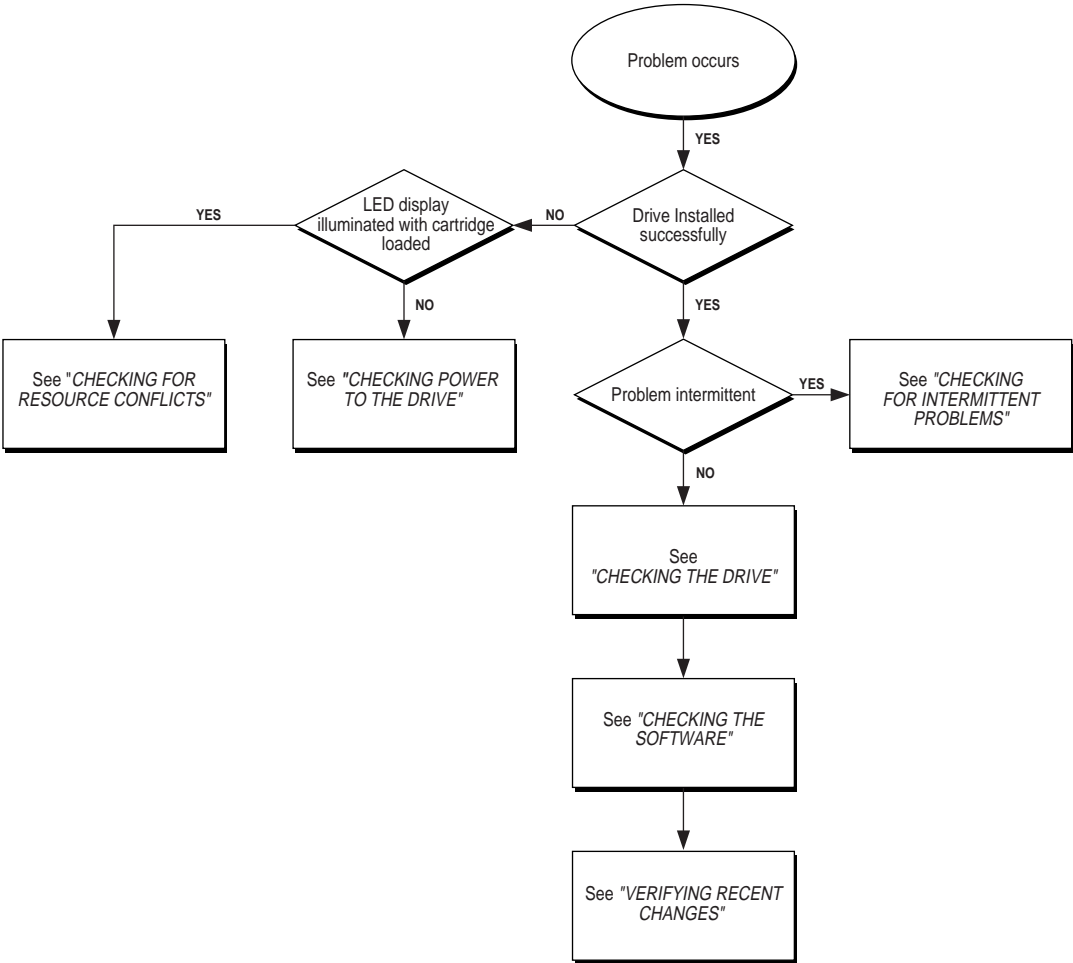 Problem occurs
YES
LED display
illuminated with cartridge
loaded
NO
Drive Installed
successfully
YES
NO
YES
See "CHECKING FOR
RESOURCE CONFLICTS"
See "CHECKING POWER
TO THE DRIVE"
Problem intermittent
YES
See "CHECKING
FOR INTERMITTENT
PROBLEMS"
NO
See
"CHECKING THE DRIVE"
See "CHECKING THE
SOFTWARE"
See "VERIFYING RECENT
CHANGES"